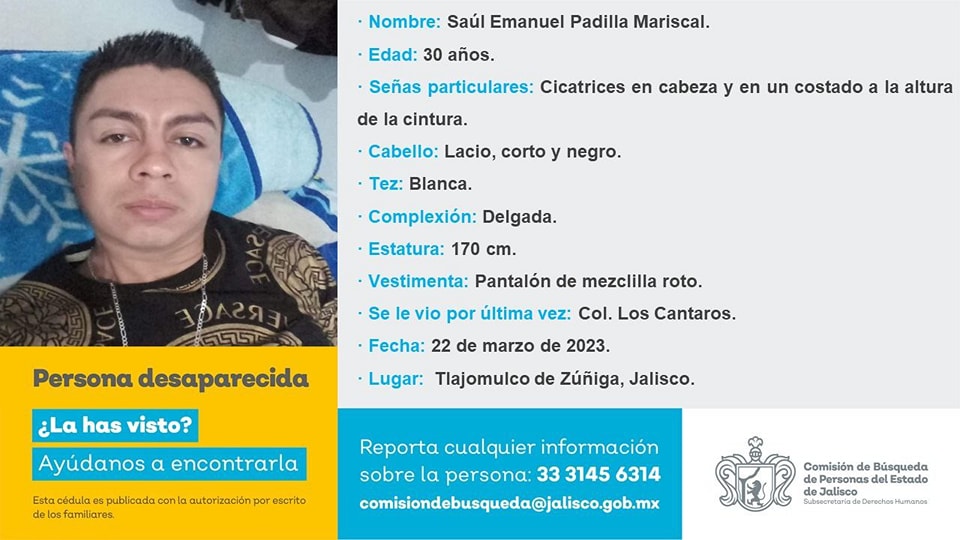 · Nombre: Saúl Emanuel Padilla Mariscal.
· Edad: 30 años.
· Señas particulares: Cicatrices en cabeza y en un costado a la altura
de la cintura.
· Cabello: Lacio, corto y negro.
· Tez: Blanca.
· Complexión: Delgada.
· Estatura: 170 cm.
· Vestimenta: Pantalón de mezclilla roto.
· Se le vio por última vez: Col. Los Cantaros.
· Fecha: 22 de marzo de 2023.
· Lugar: Tlajomulco de Zúñiga, Jalisco.
VERSACE
Persona desaparecida
¿La has visto?
Ayúdanos a encontrarla
Esta cédula es publicada con la autorización por escrito
de los familiares.
Reporta cualquier información
sobre la persona: 33 3145 6314
comisiondebusqueda@jalisco.gob.mx
Comisión de Búsqueda
de Personas del Estado
de Jalisco
Subsecretaría de Derechos Humanos